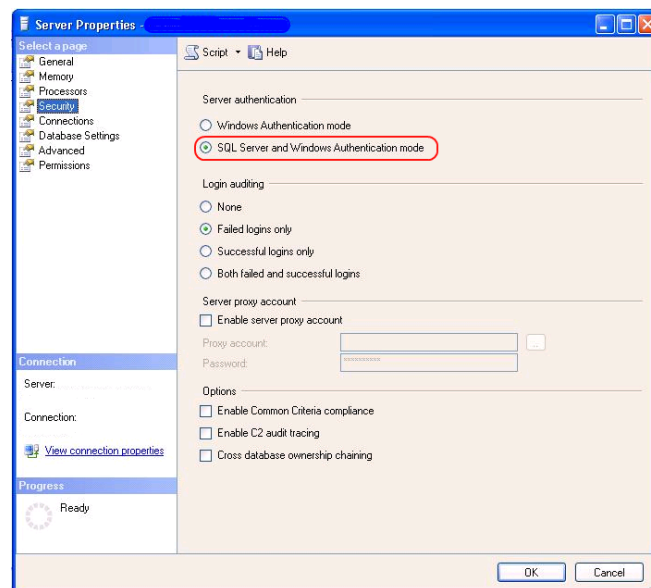 Server Properties -
Select a page
General
Memory
Processors
Security
Connections
Database Settings
Advanced
Permissions
Script
Help
Server authentication
Windows Authentication mode
SQL Server and Windows Authentication mode
Login auditing
None
Failed logins only
Successful logins only
Both failed and successful logins
Server proxy account
Enable server proxy account
Proxy account:
Password:
**********
Options
Enable Common Criteria compliance
Enable C2 audit tracing
Cross database ownership chaining
Connection
Server:
Connection:
View connection properties
Progress
Ready
OK
Cancel